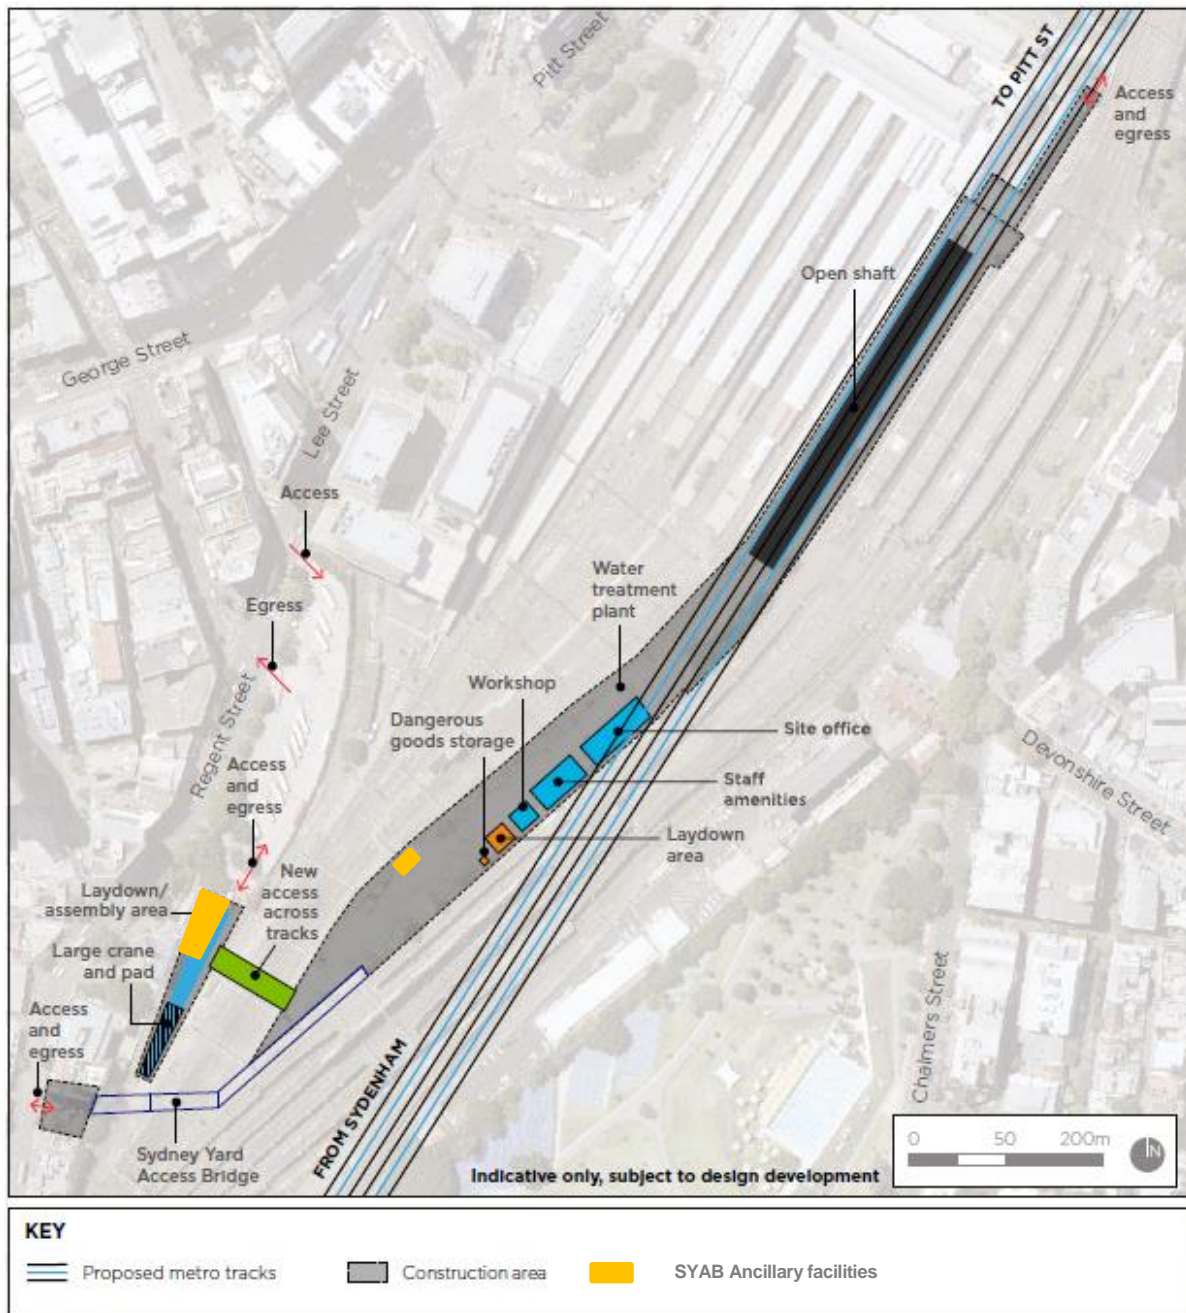 Pitt Street
TO PITT ST
Access
and
egress
Open shaft
George Street
Lee Street
Access
Water
treatment
plant
Egress
Workshop
Regent Street
Dangerous
goods storage
Site office
Devonshire Street
Access
and
egress
Staff
amenities
Laydown
area
New
access
across
tracks
Laydown/
assembly area
Large crane
and pad
Access
and
egress
Chalmers Street
FROM SYDENHAM
Sydney Yard
Access Bridge
0 50 200m
N
Indicative only, subject to design development
KEY
Proposed metro tracks
Construction area
SYAB Ancillary facilities